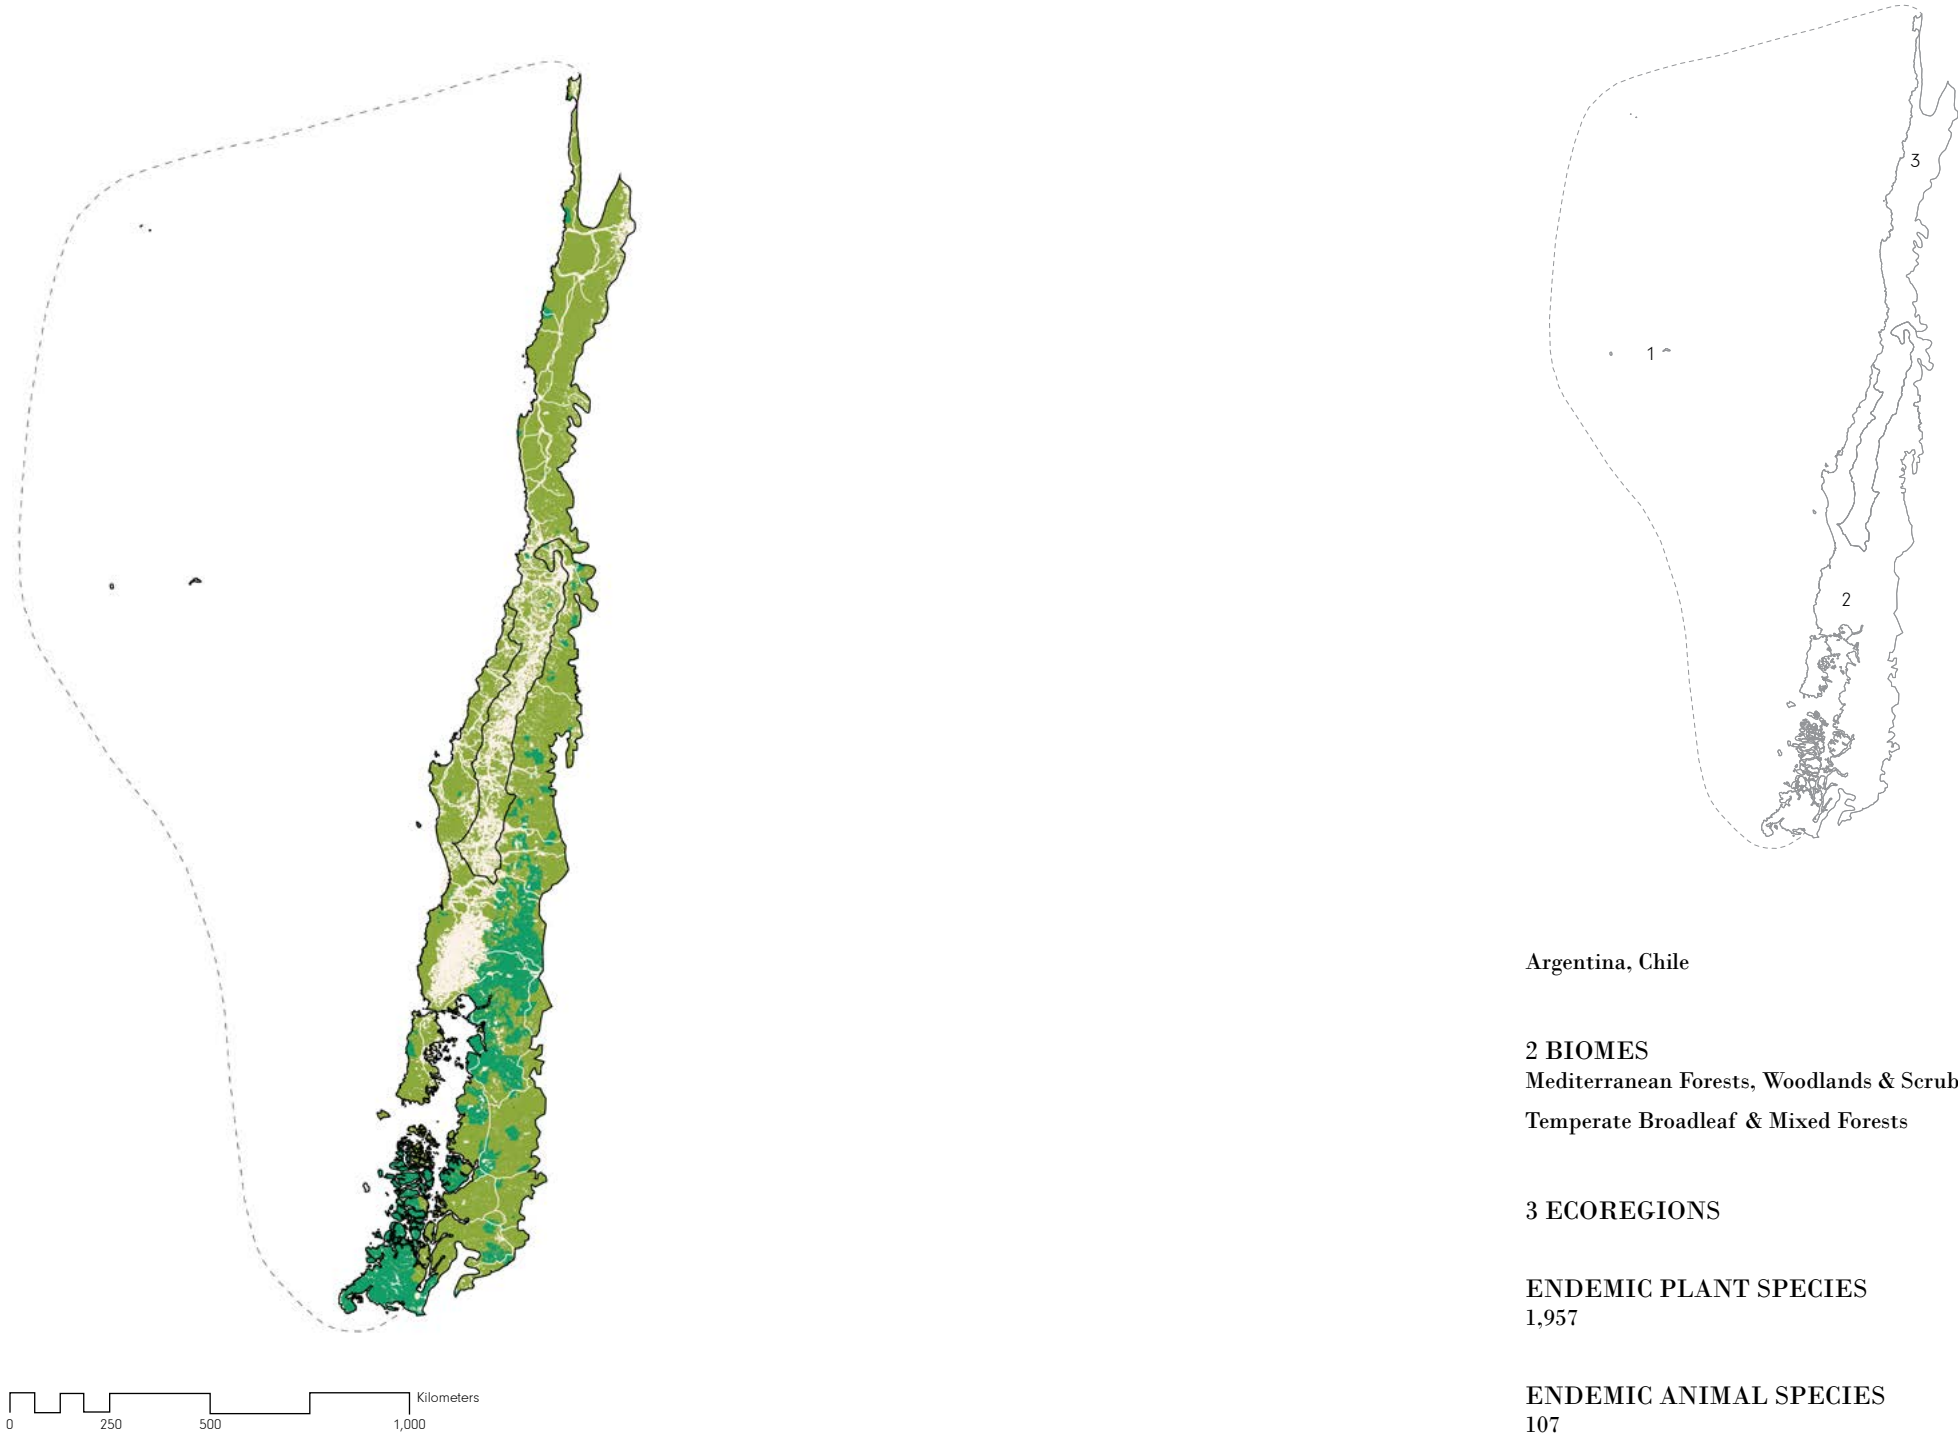 3
1
2
Argentina, Chile
2 BIOMES
Mediterranean Forests, Woodlands & Scrub
Temperate Broadleaf & Mixed Forests
3 ECOREGIONS
ENDEMIC PLANT SPECIES
1,957
ENDEMIC ANIMAL SPECIES
107
Kilometers
0 250 500 1,000